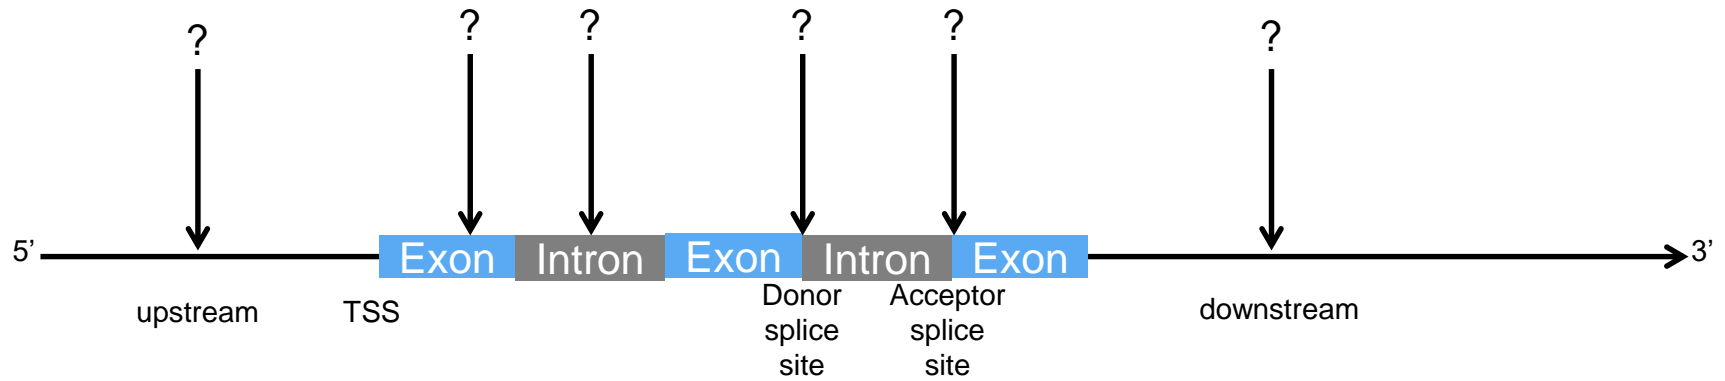 ? ? ? ? ? ?
5’ Exon Intron Exon Intron Exon 3’
upstream TSS Donor splice site Acceptor splice site downstream